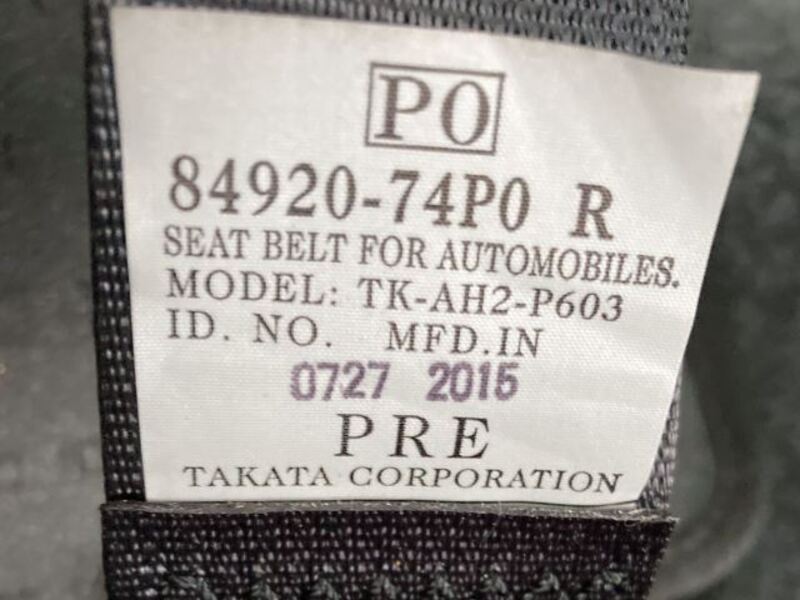 PO
84920-74P0 R
SEAT BELT FOR AUTOMOBILES.
MODEL: TK-AH2-P603
ID. NO. MFD.IN
0727 2015
PRE
TAKATA CORPORATION